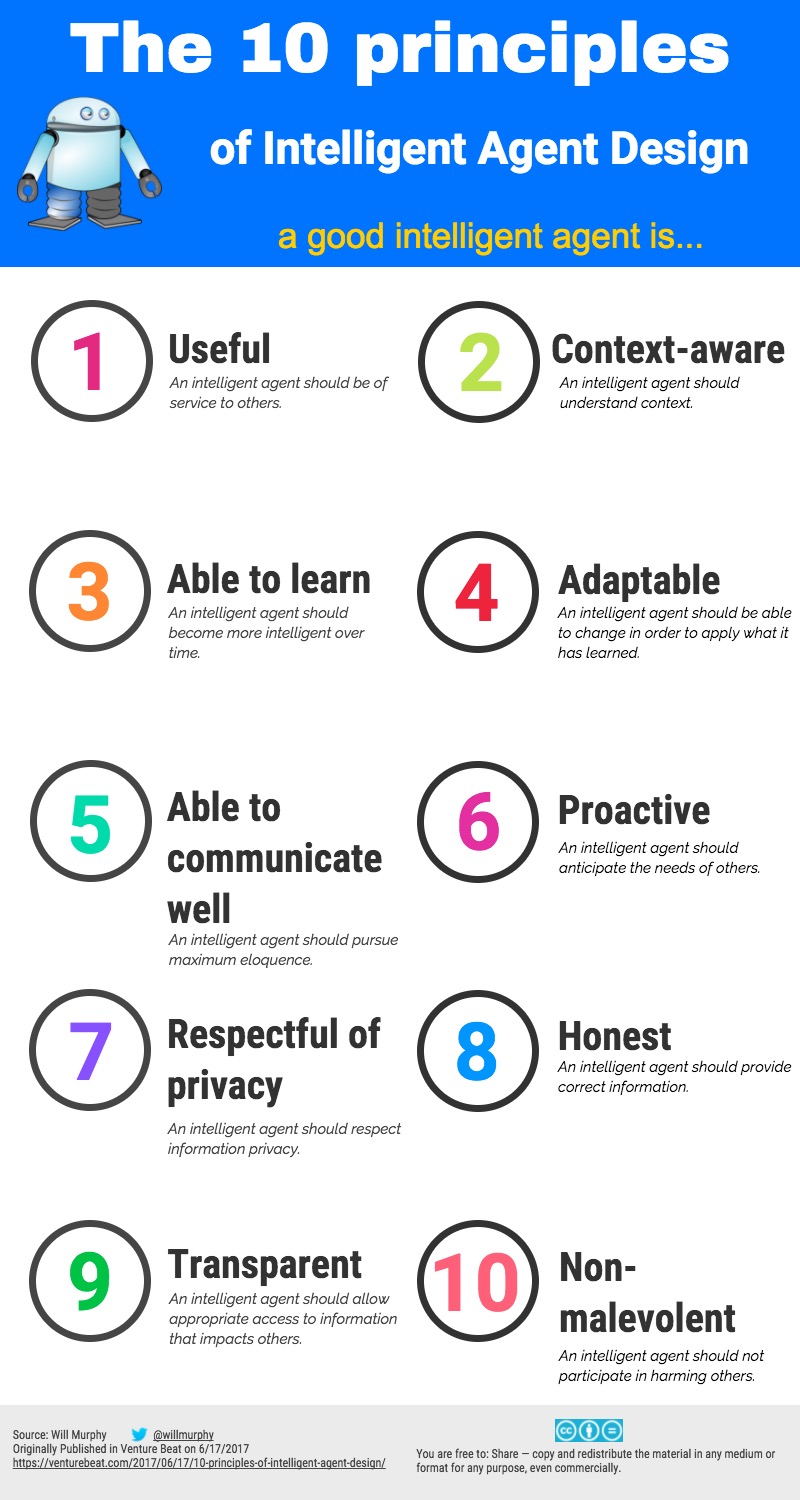 The 10 principles
of Intelligent Agent Design
a good intelligent agent is...
1
Useful
An intelligent agent should be of
service to others.
2
Context-aware
An intelligent agent should
understand context.
3
Able to learn
An intelligent agent should
become more intelligent over
time.
4
Adaptable
An intelligent agent should be able
to change in order to apply what it
has learned.
5
Able to
communicate
well
An intelligent agent should pursue
maximum eloquence.
6
Proactive
An intelligent agent should
anticipate the needs of others.
7
Respectful of
privacy
An intelligent agent should respect
information privacy.
8
Honest
An intelligent agent should provide
correct information.
9
Transparent
An intelligent agent should allow
appropriate access to information
that impacts others.
10
Non-
malevolent
An intelligent agent should not
participate in harming others.
Source: Will Murphy @willmurphy
Originally Published in Venture Beat on 6/17/2017
https://venturebeat.com/2017/06/17/10-principles-of-intelligent-agent-design/
cc
You are free to: Share — copy and redistribute the material in any medium or
format for any purpose, even commercially.